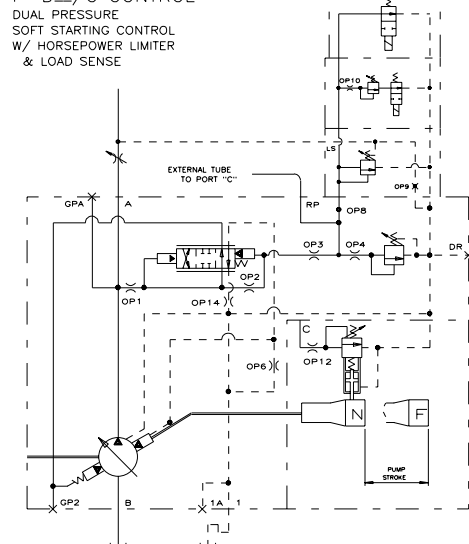 DUAL PRESSURE
SOFT STARTING CONTROL
W/ HORSEPOWER LIMITER
& LOAD SENSE
OP10
LS
EXTERNAL TUBE
TO PORT "C"
OP9
GPA
A
RP
OP8
OP3
OP4
DR
OP2
OP1
OP14
C
OP6
OP12
N
F
PUMP
STROKE
GP2
B
1A
1